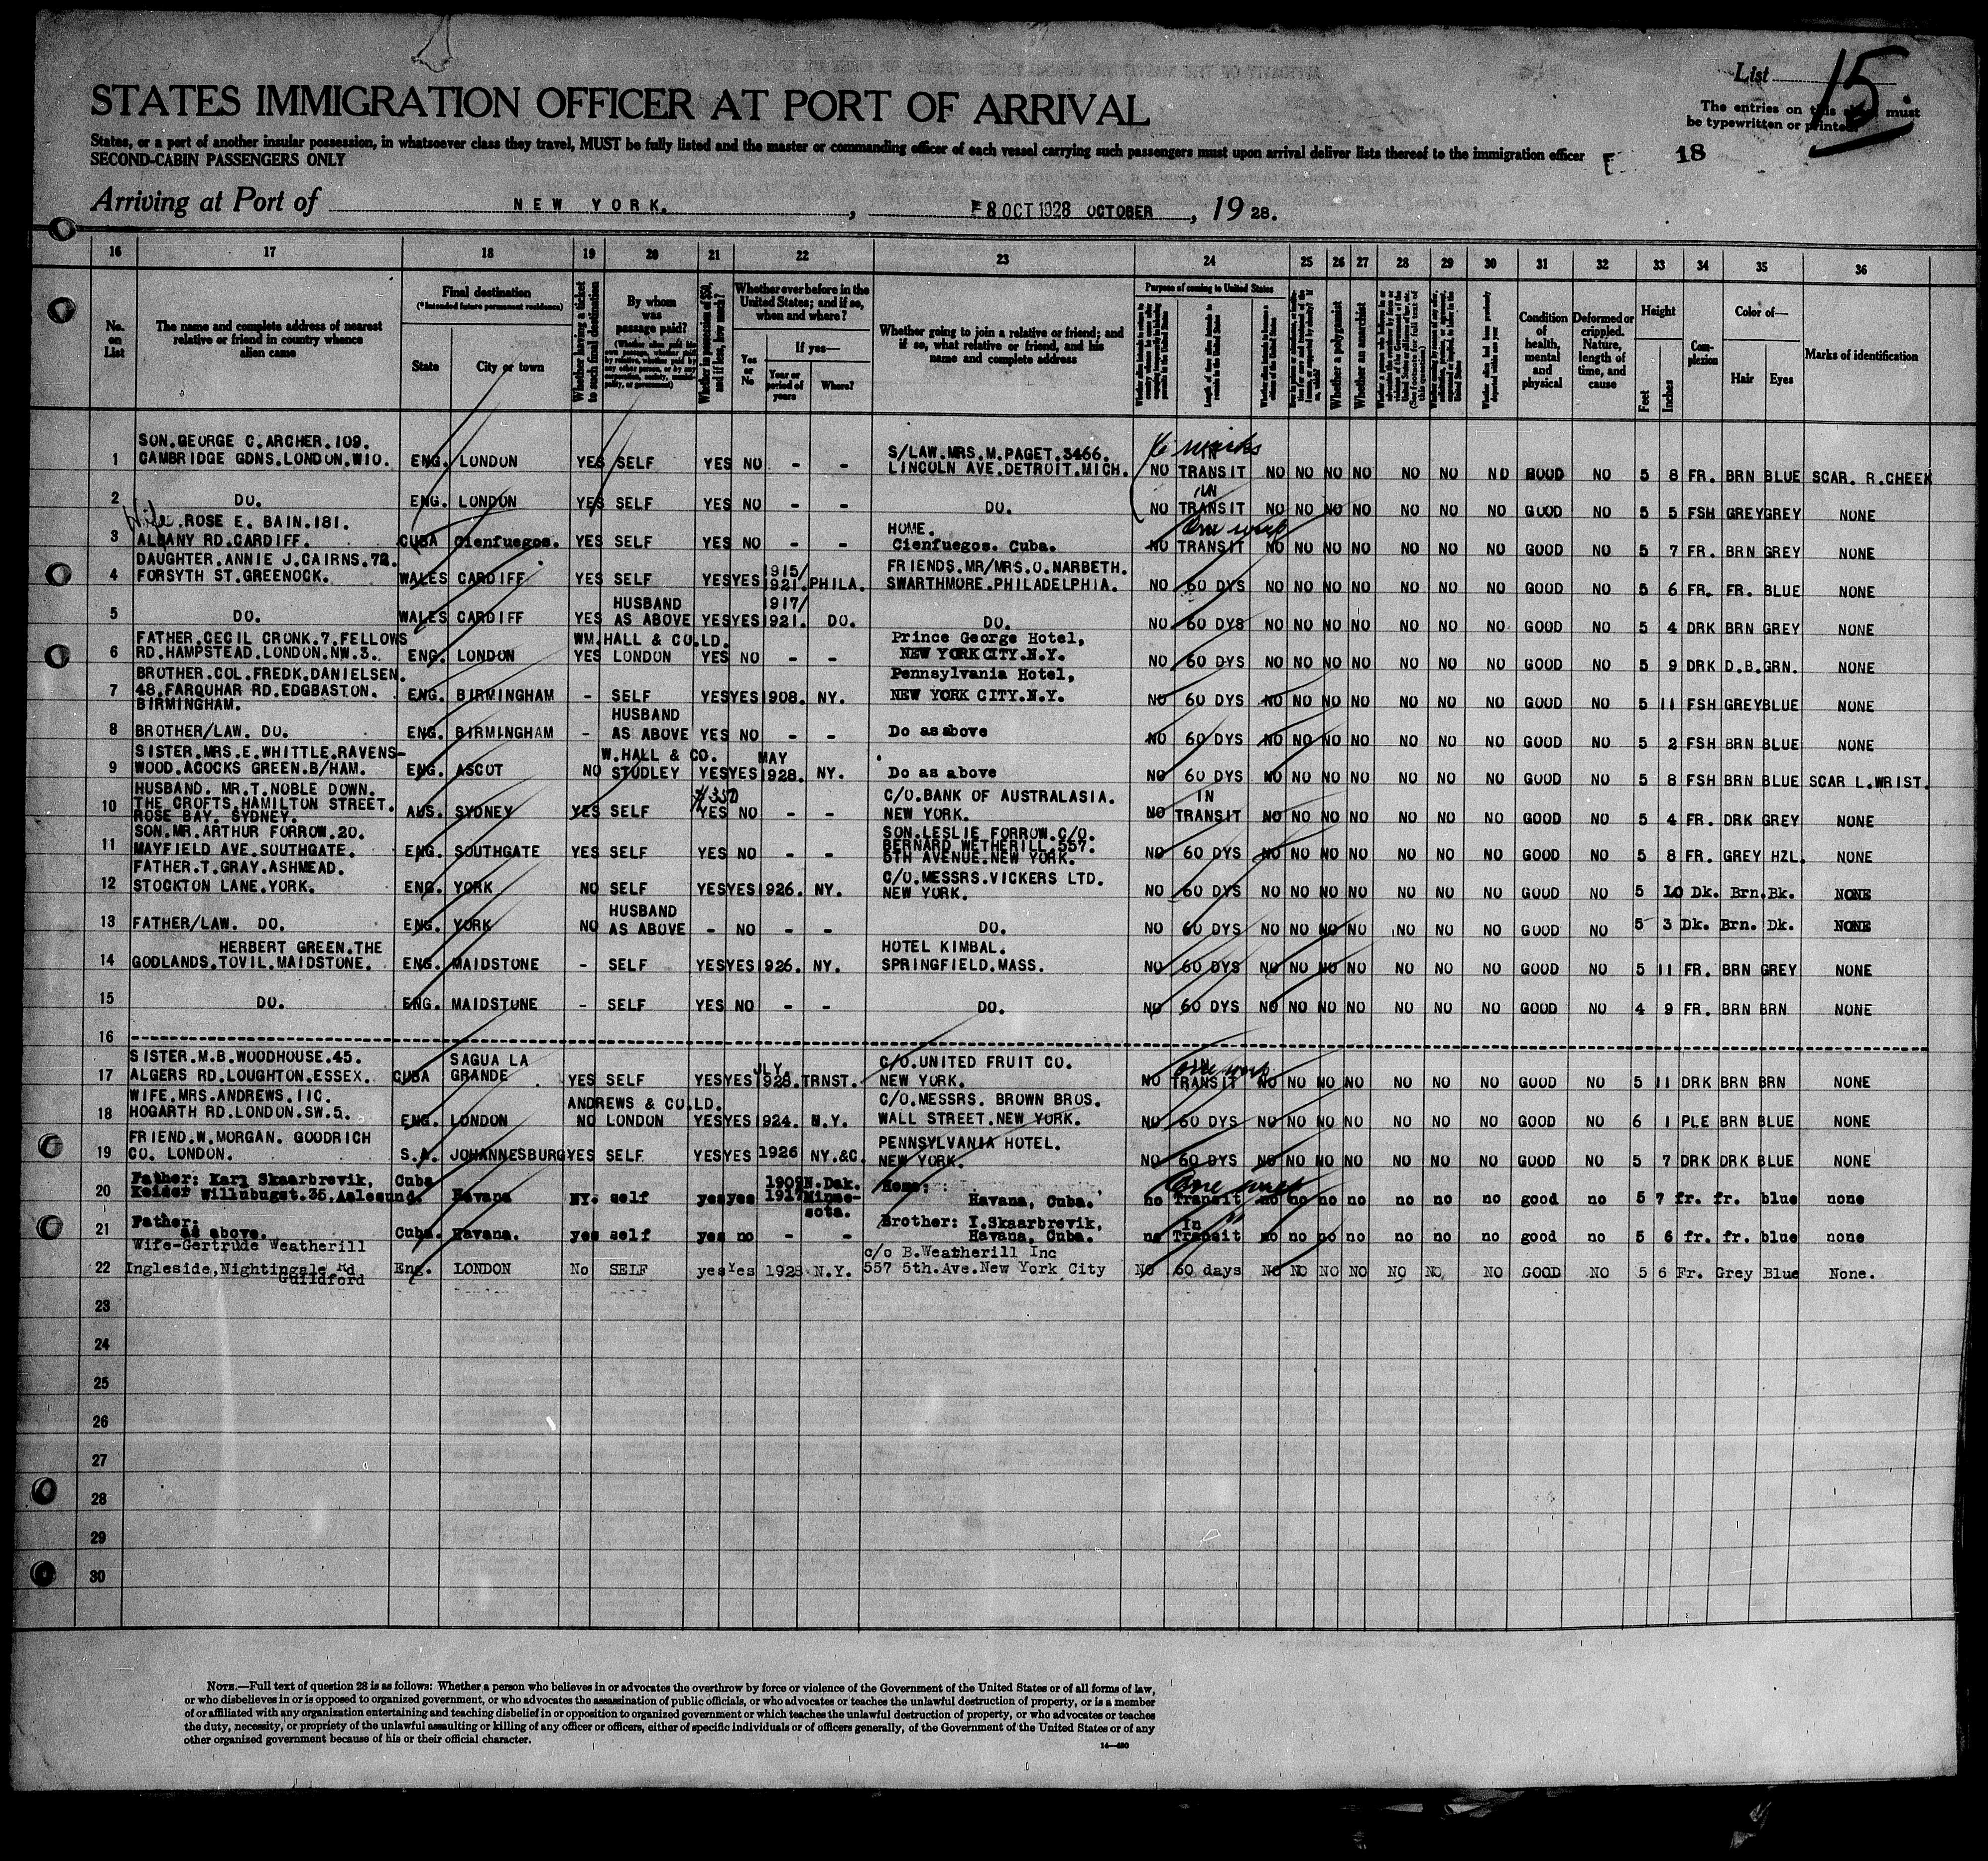 List 15
The entries on this must
be typewritten or printed
STATES IMMIGRATION OFFICER AT PORT OF ARRIVAL
States, or a port of another insular possession, in whatsoever class they travel, MUST be fully listed and the master or commanding officer of each vessel carrying such passengers must upon arrival deliver lists thereof to the immigration officer
SECOND-CABIN PASSENGERS ONLY
18
Arriving at Port of NEW YORK. , 8 OCT 1928 OCTOBER , 19 28.
16 17 18 19 20 21 22 23 24 25 26 27 28 29 30 31 32 33 34 35 36
No. on List
The name and complete address of nearest relative or friend in country whence alien came
Final destination
(*Intended future permanent residence)
State
City or town
Whether having a ticket to such final destination
By whom was passage paid?
Whether in possession of $50, and if less, how much?
Whether ever before in the United States; and if so, when and where?
Yes or No
If yes—
Year or period of years
Where?
Whether going to join a relative or friend; and if so, what relative or friend, and his name and complete address
Purpose of coming to United States
Whether a polygamist
Whether an anarchist
Condition of health, mental and physical
Deformed or crippled. Nature, length of time, and cause
Height
Feet
Inches
Complexion
Color of—
Hair
Eyes
Marks of identification
6 weeks
1 SON.GEORGE C.ARCHER.109. CAMBRIDGE GDNS.LONDON.W10. ENG. LONDON YES SELF YES NO - - S/LAW.MRS.M.PAGET.3466. LINCOLN AVE.DETROIT.MICH. NO IN TRANSIT NO NO NO NO NO NO NO GOOD NO 5 8 FR. BRN BLUE SCAR. R.CHEEK
2 DO. ENG. LONDON YES SELF YES NO - - DO. NO IN TRANSIT NO NO NO NO NO NO NO GOOD NO 5 5 FSH GREY GREY NONE
3 Wife. ROSE E. BAIN.181. ALBANY RD.CARDIFF. CUBA Cienfuegos. YES SELF YES NO - - HOME. Cienfuegos. Cuba. NO One week TRANSIT NO NO NO NO NO NO NO GOOD NO 5 7 FR. BRN GREY NONE
4 DAUGHTER.ANNIE J.CAIRNS.72. FORSYTH ST.GREENOCK. WALES CARDIFF YES SELF YES YES 1915/ 1921. PHILA. FRIENDS.MR/MRS.O.NARBETH. SWARTHMORE.PHILADELPHIA. NO 60 DYS NO NO NO NO NO NO NO GOOD NO 5 6 FR. FR. BLUE NONE
5 DO. WALES CARDIFF YES HUSBAND AS ABOVE YES YES 1917/ 1921. DO. DO. NO 60 DYS NO NO NO NO NO NO NO GOOD NO 5 4 DRK BRN GREY NONE
6 FATHER.CECIL CRONK.7.FELLOWS RD.HAMPSTEAD.LONDON.NW.3. ENG. LONDON YES WM.HALL & CO.LD. LONDON YES NO - - Prince George Hotel, NEW YORK CITY.N.Y. NO 60 DYS NO NO NO NO NO NO NO GOOD NO 5 9 DRK D.B. GRN. NONE
7 BROTHER.COL.FREDK.DANIELSEN. 48.FARQUHAR RD.EDGBASTON. BIRMINGHAM. ENG. BIRMINGHAM - SELF YES YES 1908. NY. Pennsylvania Hotel, NEW YORK CITY.N.Y. NO 60 DYS NO NO NO NO NO NO NO GOOD NO 5 11 FSH GREY BLUE NONE
8 BROTHER/LAW. DO. ENG. BIRMINGHAM - HUSBAND AS ABOVE YES NO - - Do as above NO 60 DYS NO NO NO NO NO NO NO GOOD NO 5 2 FSH BRN BLUE NONE
9 SISTER.MRS.E.WHITTLE.RAVENS- WOOD.ACOCKS GREEN.B/HAM. ENG. ASCOT NO W.HALL & CO. STUDLEY YES YES MAY 1928. NY. Do as above NO 60 DYS NO NO NO NO NO NO NO GOOD NO 5 8 FSH BRN BLUE SCAR L.WRIST.
10 HUSBAND. MR.T.NOBLE DOWN. THE CROFTS.HAMILTON STREET. ROSE BAY. SYDNEY. AUS. SYDNEY YES SELF $350 YES NO - - C/O.BANK OF AUSTRALASIA. NEW YORK. NO IN TRANSIT NO NO NO NO NO NO NO GOOD NO 5 4 FR. DRK GREY NONE
11 SON.MR.ARTHUR FORROW.20. MAYFIELD AVE.SOUTHGATE. ENG. SOUTHGATE YES SELF YES NO - - SON.LESLIE FORROW.C/O. BERNARD WETHERILL.557. 5TH AVENUE.NEW YORK. NO 60 DYS NO NO NO NO NO NO NO GOOD NO 5 8 FR. GREY HZL. NONE
12 FATHER.T.GRAY.ASHMEAD. STOCKTON LANE.YORK. ENG. YORK NO SELF YES YES 1926. NY. C/O.MESSRS.VICKERS LTD. NEW YORK. NO 60 DYS NO NO NO NO NO NO NO GOOD NO 5 10 Dk. Brn. Bk. NONE
13 FATHER/LAW. DO. ENG. YORK NO HUSBAND AS ABOVE - NO - - DO. NO 60 DYS NO NO NO NO NO NO NO GOOD NO 5 3 Dk. Brn. Dk. NONE
14 HERBERT GREEN.THE GODLANDS.TOVIL.MAIDSTONE. ENG. MAIDSTONE - SELF YES YES 1926. NY. HOTEL KIMBAL. SPRINGFIELD.MASS. NO 60 DYS NO NO NO NO NO NO NO GOOD NO 5 11 FR. BRN GREY NONE
15 DO. ENG. MAIDSTONE - SELF YES NO - - DO. NO 60 DYS NO NO NO NO NO NO NO GOOD NO 4 9 FR. BRN BRN NONE
16
17 SISTER.M.B.WOODHOUSE.45. ALGERS RD.LOUGHTON.ESSEX. CUBA SAGUA LA GRANDE YES SELF YES YES JLY. 1925. TRNST. C/O.UNITED FRUIT CO. NEW YORK. NO IN One week TRANSIT NO NO NO NO NO NO NO GOOD NO 5 11 DRK BRN BRN NONE
18 WIFE.MRS.ANDREWS.11C. HOGARTH RD.LONDON.SW.5. ENG. LONDON NO ANDREWS & CO.LD. LONDON YES YES 1924. N.Y. C/O.MESSRS. BROWN BROS. WALL STREET.NEW YORK. NO 60 DYS NO NO NO NO NO NO NO GOOD NO 6 1 PLE BRN BLUE NONE
19 FRIEND.W.MORGAN. GOODRICH CO. LONDON. S.A. JOHANNESBURG YES SELF YES YES 1926 NY.&C. PENNSYLVANIA HOTEL. NEW YORK. NO 60 DYS NO NO NO NO NO NO NO GOOD NO 5 7 DRK DRK BLUE NONE
20 Father: Karl Skaarbrevik, Keiser Willubugst.35, Aalesund. Cuba Havana NY. self yes yes 1909 N.Dak. 1917 Minnesota. Home: Havana, Cuba. no One week Transit no no no no no no no good no 5 7 fr. fr. blue none
21 Father: as above. Cuba. Havana. yes self yes no - - Brother: I.Skaarbrevik, Havana, Cuba. no In Transit no no no no no no no good no 5 6 fr. fr. blue none
22 Wife-Gertrude Weatherill Ingleside,Nightingale Rd Guildford Eng. LONDON No SELF yes Yes 1928 N.Y. c/o B.Weatherill Inc 557 5th.Ave.New York City NO 60 days NO NO NO NO NO NO NO GOOD NO 5 6 Fr. Grey Blue None.
23
24
25
26
27
28
29
30
NOTE.—Full text of question 28 is as follows: Whether a person who believes in or advocates the overthrow by force or violence of the Government of the United States or of all forms of law,
or who disbelieves in or is opposed to organized government, or who advocates the assassination of public officials, or who advocates or teaches the unlawful destruction of property, or is a member
of or affiliated with any organization entertaining and teaching disbelief in or opposition to organized government or which teaches the unlawful destruction of property, or who advocates or teaches
the duty, necessity, or propriety of the unlawful assaulting or killing of any officer or officers, either of specific individuals or of officers generally, of the Government of the United States or of any
other organized government because of his or their official character.
14—490